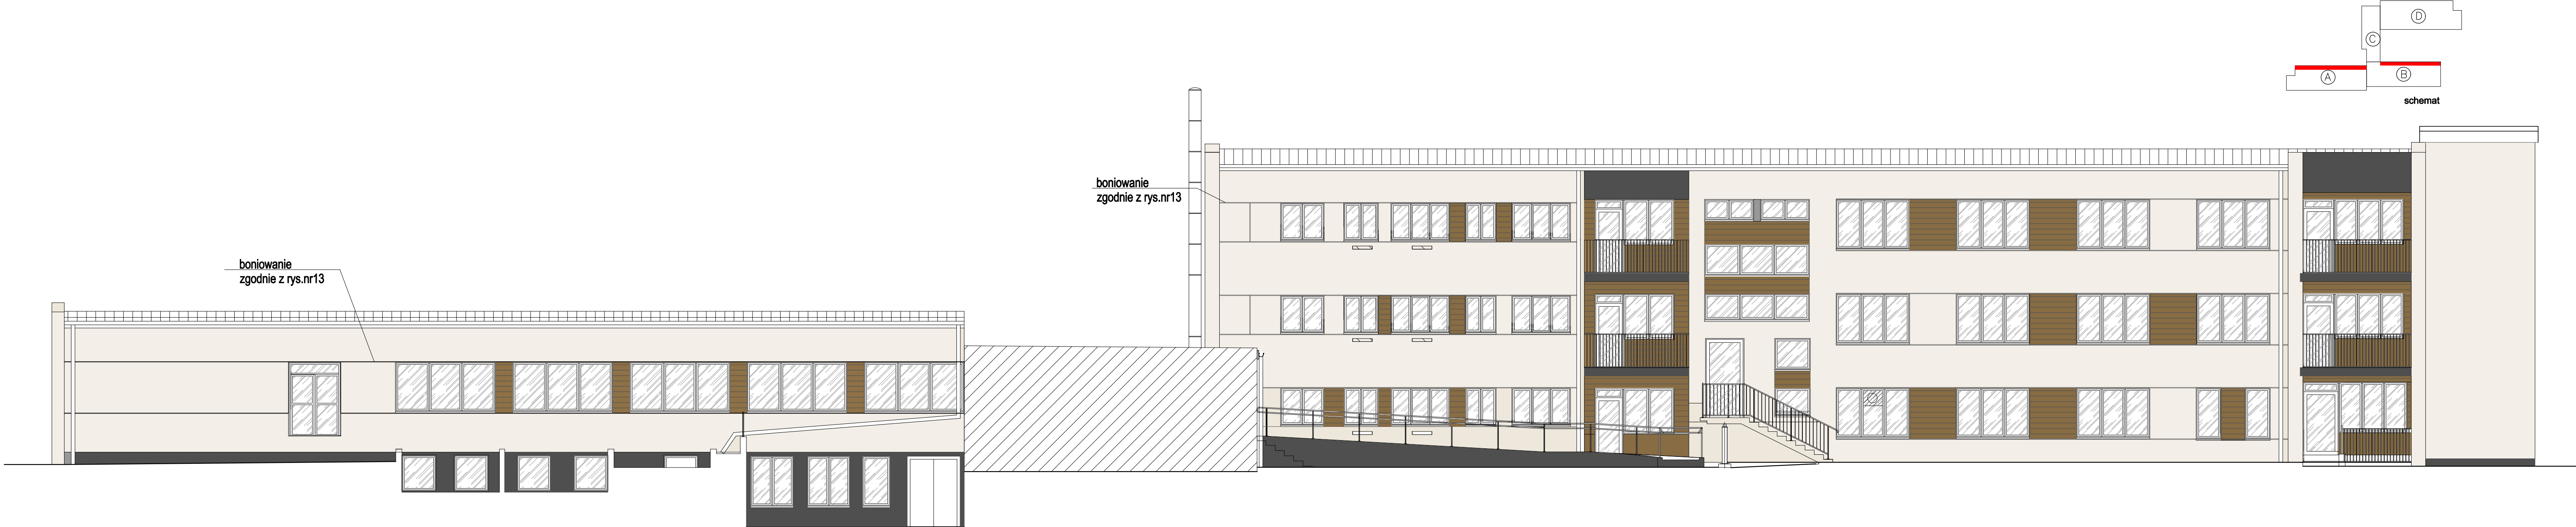 D
C
A
B
schemat
boniowanie
zgodnie z rys.nr13
boniowanie
zgodnie z rys.nr13